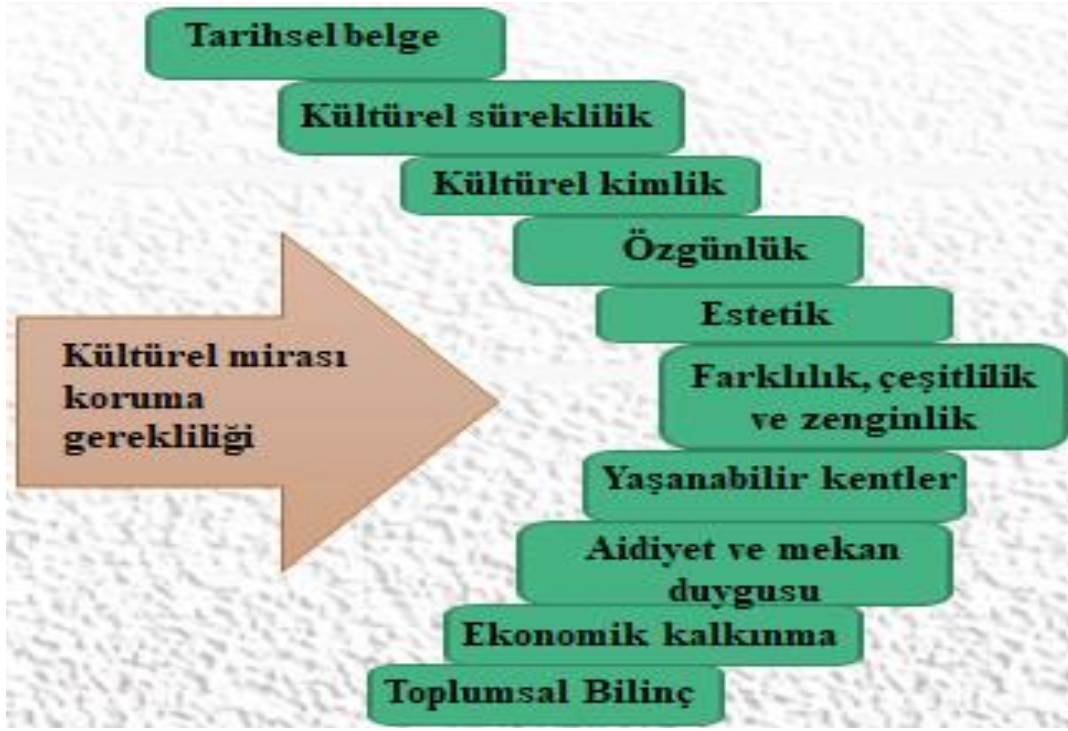 Tarihsel belge
Kültürel süreklilik
Kültürel kimlik
Özgünlük
Estetik
Farklılık, çeşitlilik
ve zenginlik
Yaşanabilir kentler
Aidiyet ve mekan
duygusu
Ekonomik kalkınma
Toplumsal Bilinç
Kültürel mirası
koruma
gerekliliği